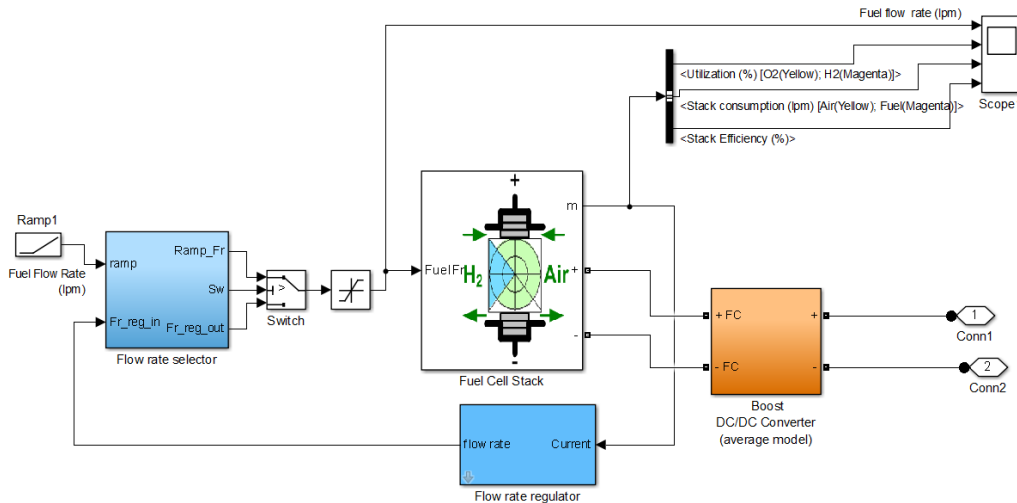 Fuel flow rate (lpm)
<Utilization (%) [O2(Yellow); H2(Magenta)]>
<Stack consumption (lpm) [Air(Yellow); Fuel(Magenta)]>
Scope1
<Stack Efficiency (%)>
+
m
Ramp1
Fuel Flow Rate
(lpm)
ramp
Ramp_Fr
Sw
Fr_reg_in
Fr_reg_out
Flow rate selector
>
Switch
FuelFr
H2
Air
+
-
-
Fuel Cell Stack
+ FC
+
- FC
-
Boost
DC/DC Converter
(average model)
1
Conn1
2
Conn2
flow rate
Current
Flow rate regulator